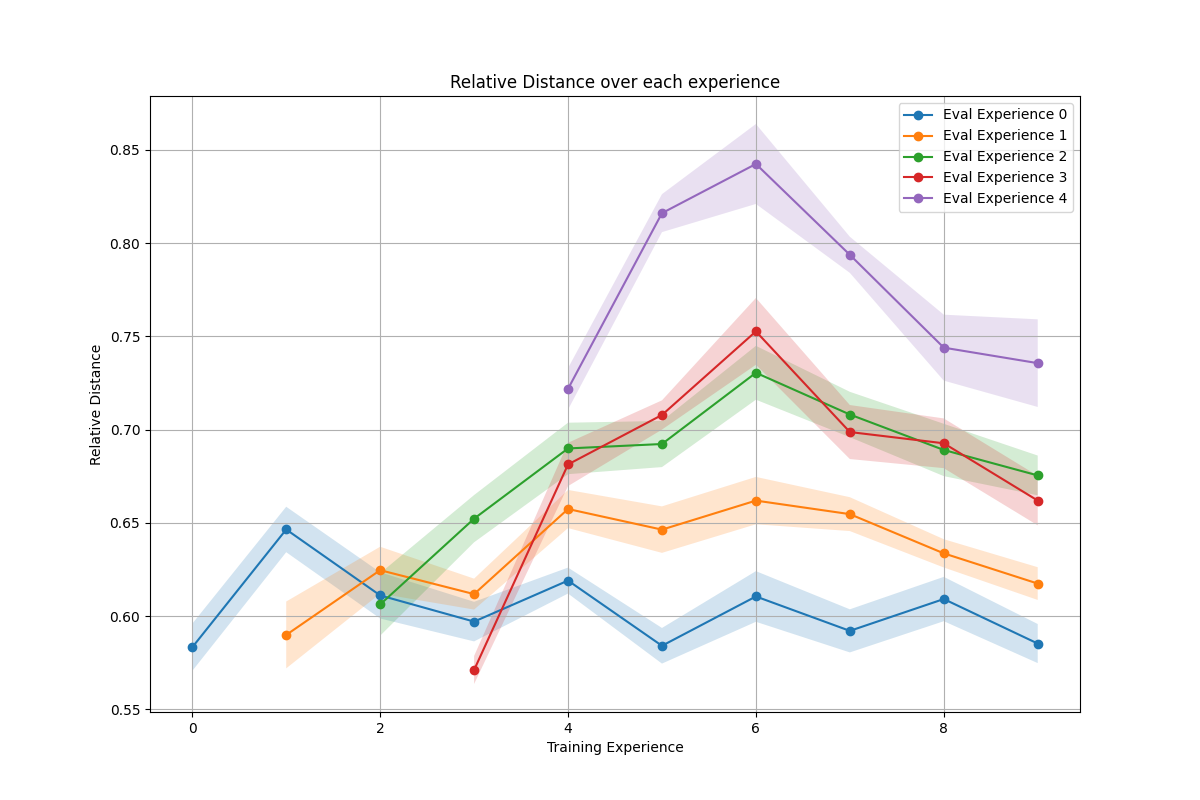 Relative Distance over each experience
Eval Experience 0
Eval Experience 1
Eval Experience 2
Eval Experience 3
Eval Experience 4
0.85
0.80
0.75
0.70
0.65
0.60
0.55
Relative Distance
0 2 4 6 8
Training Experience